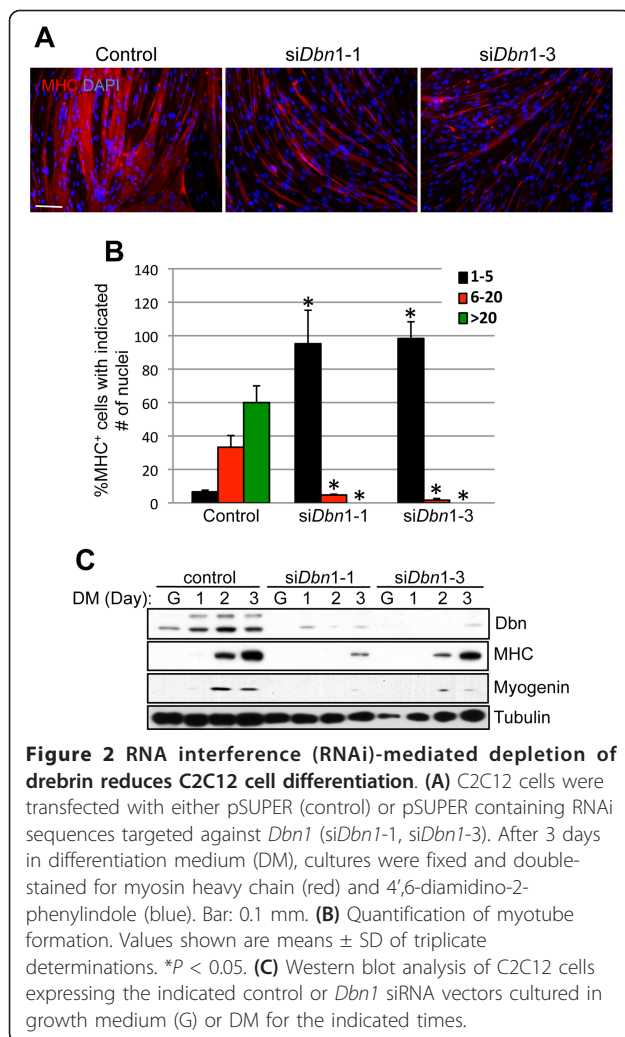 A
Control
siDbn1-1
siDbn1-3
MHC DAPI
B
140
120
100
80
60
40
20
0
%MHC+ cells with indicated
# of nuclei
1-5
6-20
>20
*
*
*
*
*
*
Control
siDbn1-1
siDbn1-3
C
control
siDbn1-1
siDbn1-3
DM (Day): G 1 2 3 G 1 2 3 G 1 2 3
Dbn
MHC
Myogenin
Tubulin
Figure 2 RNA interference (RNAi)-mediated depletion of
drebrin reduces C2C12 cell differentiation. (A) C2C12 cells were
transfected with either pSUPER (control) or pSUPER containing RNAi
sequences targeted against Dbn1 (siDbn1-1, siDbn1-3). After 3 days
in differentiation medium (DM), cultures were fixed and double-
stained for myosin heavy chain (red) and 4',6-diamidino-2-
phenylindole (blue). Bar: 0.1 mm. (B) Quantification of myotube
formation. Values shown are means ± SD of triplicate
determinations. *P < 0.05. (C) Western blot analysis of C2C12 cells
expressing the indicated control or Dbn1 siRNA vectors cultured in
growth medium (G) or DM for the indicated times.